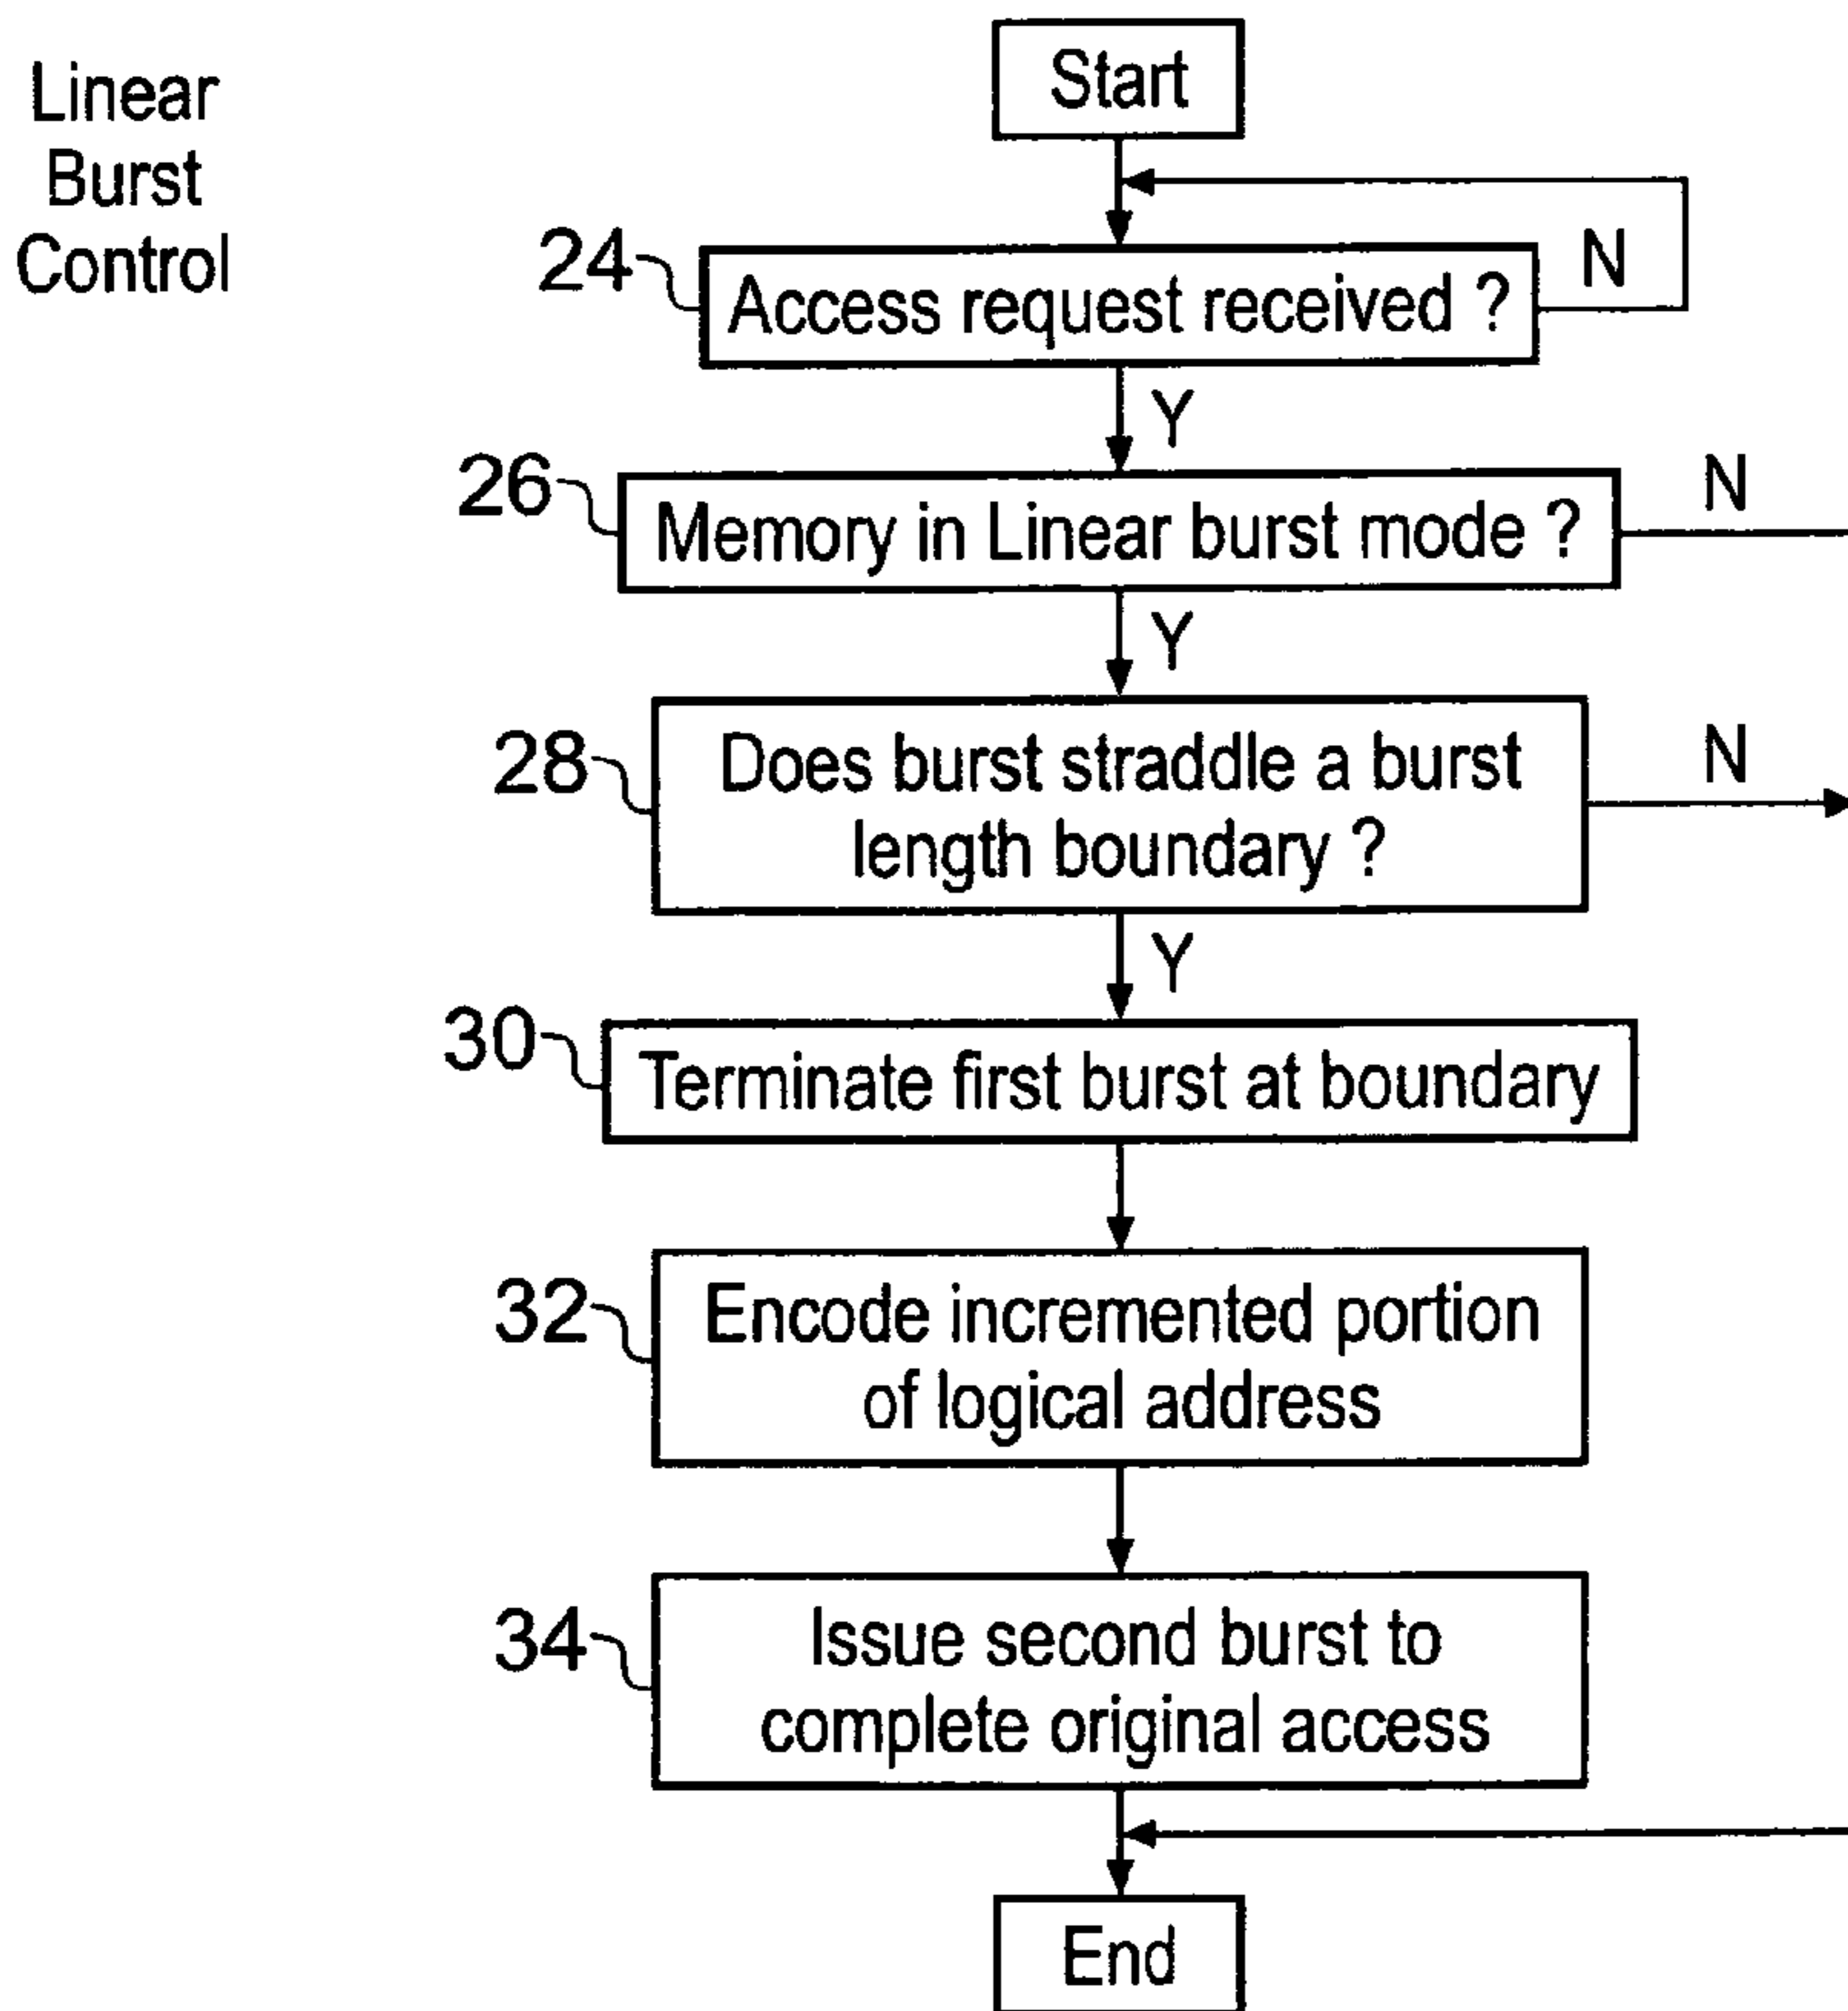 Linear
Burst
Control
Start
24
Access request received ?
N
Y
26
Memory in Linear burst mode ?
N
Y
28
Does burst straddle a burst
length boundary ?
N
Y
30
Terminate first burst at boundary
32
Encode incremented portion
of logical address
34
Issue second burst to
complete original access
End